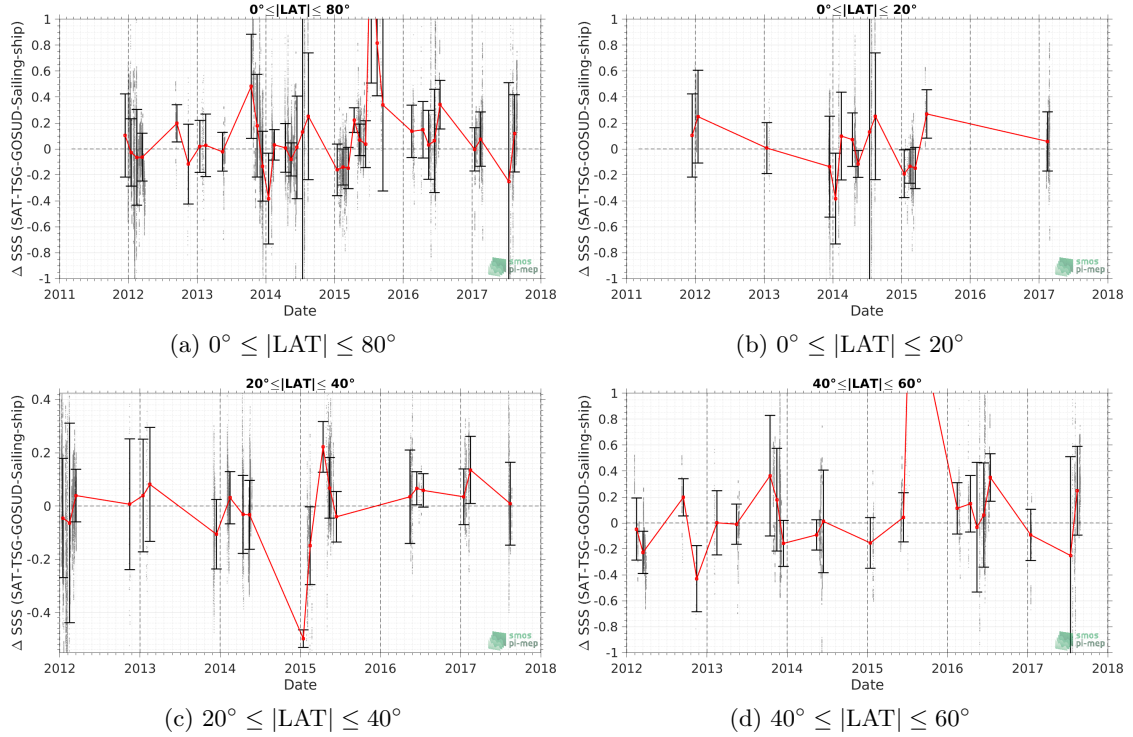 0°≤|LAT|≤ 80°
Δ SSS (SAT-TSG-GOSUD-Sailing-ship)
1
0.8
0.6
0.4
0.2
0
-0.2
-0.4
-0.6
-0.8
-1
smos
pi-mep
2011 2012 2013 2014 2015 2016 2017 2018
Date
(a) 0° ≤ |LAT| ≤ 80°
0°≤|LAT|≤ 20°
Δ SSS (SAT-TSG-GOSUD-Sailing-ship)
1
0.8
0.6
0.4
0.2
0
-0.2
-0.4
-0.6
-0.8
-1
smos
pi-mep
2011 2012 2013 2014 2015 2016 2017 2018
Date
(b) 0° ≤ |LAT| ≤ 20°
20°≤|LAT|≤ 40°
Δ SSS (SAT-TSG-GOSUD-Sailing-ship)
0.4
0.2
0
-0.2
-0.4
smos
pi-mep
2012 2013 2014 2015 2016 2017 2018
Date
(c) 20° ≤ |LAT| ≤ 40°
40°≤|LAT|≤ 60°
Δ SSS (SAT-TSG-GOSUD-Sailing-ship)
1
0.8
0.6
0.4
0.2
0
-0.2
-0.4
-0.6
-0.8
-1
smos
pi-mep
2012 2013 2014 2015 2016 2017 2018
Date
(d) 40° ≤ |LAT| ≤ 60°